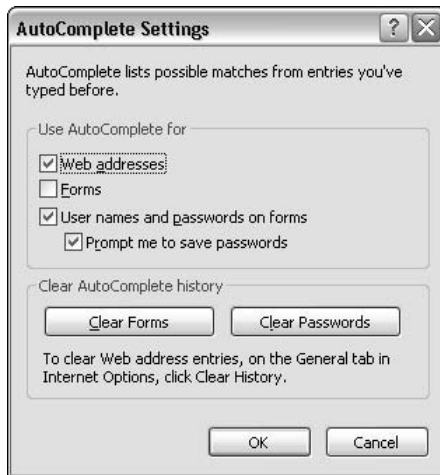 AutoComplete Settings
AutoComplete lists possible matches from entries you've
typed before.
Use AutoComplete for
Web addresses
Forms
User names and passwords on forms
Prompt me to save passwords
Clear AutoComplete history
Clear Forms
Clear Passwords
To clear Web address entries, on the General tab in
Internet Options, click Clear History.
OK
Cancel